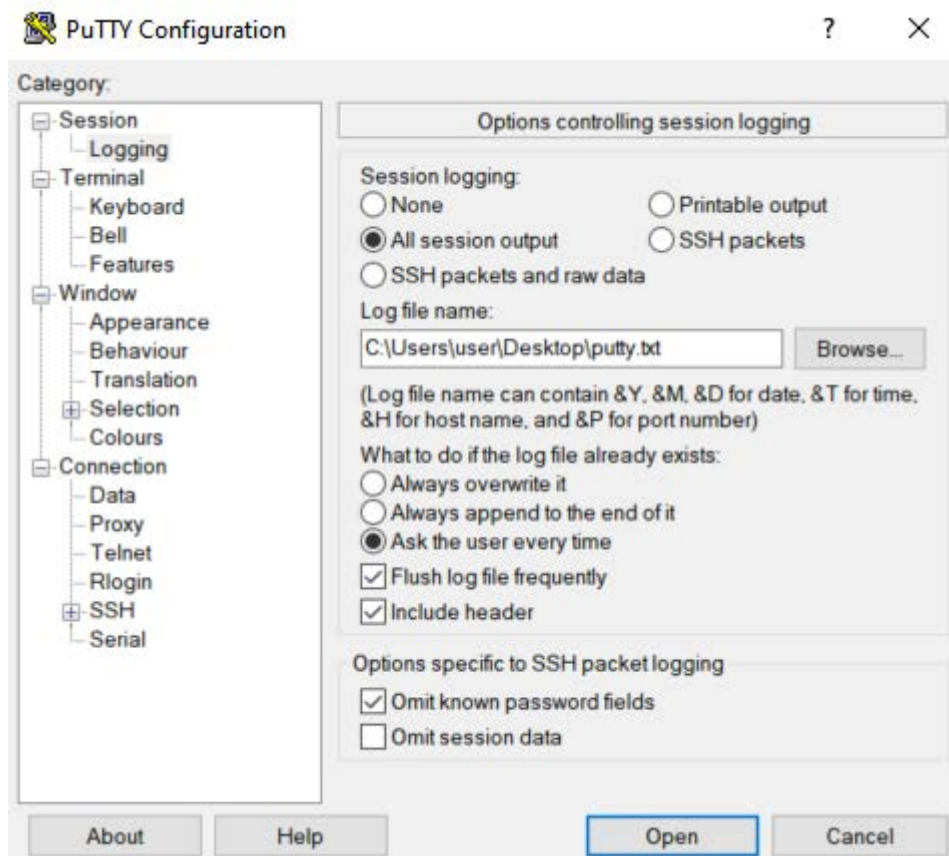 PuTTY Configuration
?
Category:
Session
Logging
Terminal
Keyboard
Bell
Features
Window
Appearance
Behaviour
Translation
Selection
Colours
Connection
Data
Proxy
Telnet
Rlogin
SSH
Serial
Options controlling session logging
Session logging:
None
Printable output
All session output
SSH packets
SSH packets and raw data
Log file name:
C:\Users\user\Desktop\putty.txt
Browse...
(Log file name can contain &Y, &M, &D for date, &T for time,
&H for host name, and &P for port number)
What to do if the log file already exists:
Always overwrite it
Always append to the end of it
Ask the user every time
Flush log file frequently
Include header
Options specific to SSH packet logging
Omit known password fields
Omit session data
About
Help
Open
Cancel